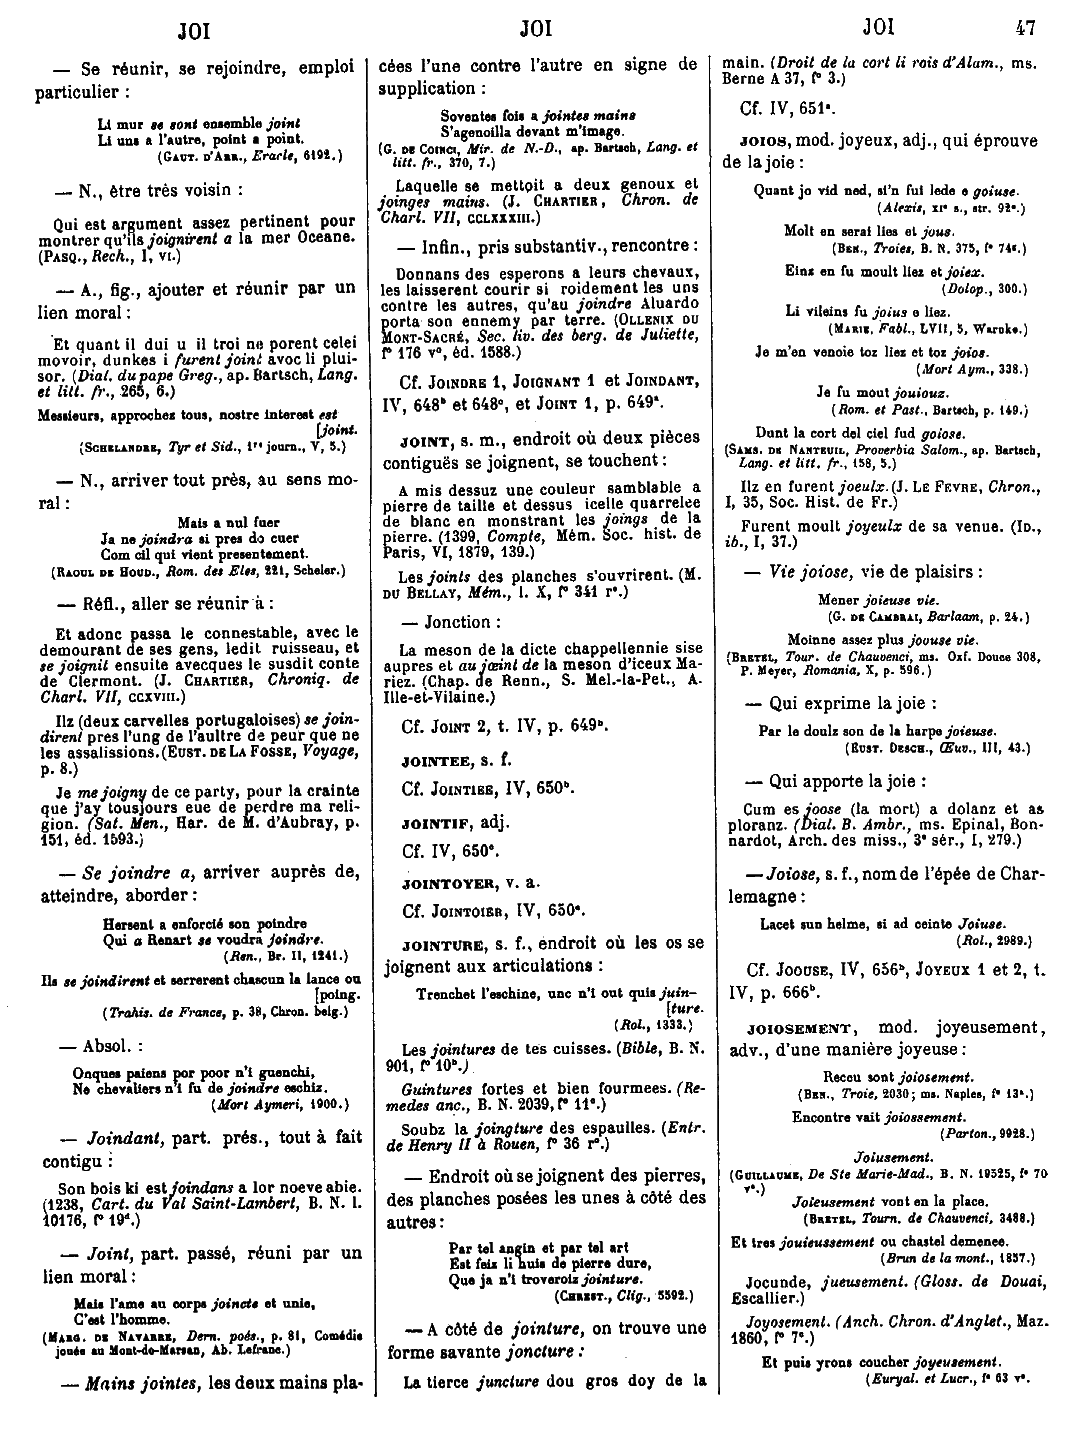 JOI
JOI
JOI
47
— Se réunir, se rejoindre, emploi
particulier :
Li mur se sont ensemble joint
Li uns a l'autre, point a point.
(GAUT. D'ARR., Eracle, 6192.)
— N., être très voisin :
Qui est argument assez pertinent pour
montrer qu'ils joignirent a la mer Oceane.
(PASQ., Rech., I, VI.)
— A., fig., ajouter et réunir par un
lien moral :
Et quant il dui u il troi ne porent celei
movoir, dunkes i furent joint avoc li plui-
sor. (Dial. du pape Greg., ap. Bartsch, Lang.
et litt. fr., 265, 6.)
Messieurs, approchez tous, nostre interest est
[joint.
(SCHELANDRE, Tyr et Sid., 1re journ., V, 5.)
— N., arriver tout près, au sens mo-
ral :
Mais a nul fuer
Ja ne joindra si pres do cuer
Com cil qui vient presentement.
(RAOUL DE HOUD., Rom. des Eles, 221, Scheler.)
— Réfl., aller se réunir à :
Et adonc passa le connestable, avec le
demourant de ses gens, ledit ruisseau, et
se joignit ensuite avecques le susdit conte
de Clermont. (J. CHARTIER, Chroniq. de
Charl. VII, CCXVIII.)
Ilz (deux carvelles portugaloises) se join-
dirent pres l'ung de l'aultre de peur que ne
les assalissions. (EUST. DE LA FOSSE, Voyage,
p. 8.)
Je me joigny de ce party, pour la crainte
que j'ay tousjours eue de perdre ma reli-
gion. (Sat. Men., Har. de M. d'Aubray, p.
151, éd. 1593.)
— Se joindre a, arriver auprès de,
atteindre, aborder :
Hersent a enforcié son poindre
Qui a Renart se voudra joindre.
(Ren., Br. II, 1241.)
Ils se joindirent et serrerent chascun la lance ou
[poing.
(Trahis. de France, p. 38, Chron. belg.)
— Absol. :
Onques paiens por poor n'i guenchi,
Ne chevaliers n'i fu de joindre eschiz.
(Mort Aymeri, 1900.)
— Joindant, part. prés., tout à fait
contigu :
Son bois ki est joindans a lor noeve abie.
(1238, Cart. du Val Saint-Lambert, B. N. l.
10176, f° 19d.)
— Joint, part. passé, réuni par un
lien moral :
Mais l'ame au corps joincte et unie,
C'est l'homme.
(MARG. DE NAVARRE, Dern. poés., p. 81, Comédie
jouée au Mont-de-Marsan, Ab. Lefranc.)
— Mains jointes, les deux mains pla-
cées l'une contre l'autre en signe de
supplication :
Soventes fois a jointes mains
S'agenoilla devant m'image.
(G. DE COINCI, Mir. de N.-D., ap. Bartsch, Lang. et
litt. fr., 370, 7.)
Laquelle se mettoit a deux genoux et
joinges mains. (J. CHARTIER, Chron. de
Charl. VII, CCLXXXIII.)
— Infin., pris substantiv., rencontre :
Donnans des esperons a leurs chevaux,
les laisserent courir si roidement les uns
contre les autres, qu'au joindre Aluardo
porta son ennemy par terre. (OLLENIX DU
MONT-SACRÉ, Sec. liv. des berg. de Juliette,
f° 176 v°, éd. 1588.)
Cf. JOINDRE 1, JOIGNANT 1 et JOINDANT,
IV, 648b et 648c, et JOINT 1, p. 649a.
JOINT, s. m., endroit où deux pièces
contiguës se joignent, se touchent :
A mis dessuz une couleur samblable a
pierre de taille et dessus icelle quarrelee
de blanc en monstrant les joings de la
pierre. (1399, Compte, Mém. Soc. hist. de
Paris, VI, 1879, 139.)
Les joints des planches s'ouvrirent. (M.
DU BELLAY, Mém., l. X, f° 341 r°.)
— Jonction :
La meson de la dicte chappellennie sise
aupres et au joint de la meson d'iceux Ma-
riez. (Chap. de Renn., S. Mel.-la-Pet., A.
Ille-et-Vilaine.)
Cf. JOINT 2, t. IV, p. 649b.
JOINTEE, s. f.
Cf. JOINTIEE, IV, 650b.
JOINTIF, adj.
Cf. IV, 650c.
JOINTOYER, v. a.
Cf. JOINTOIER, IV, 650c.
JOINTURE, s. f., endroit où les os se
joignent aux articulations :
Trenchet l'eschine, unc n'i out quis juin-
[ture.
(Rol., 1333.)
Les jointures de tes cuisses. (Bible, B. N.
901, f° 10b.)
Guintures fortes et bien fourmees. (Re-
medes anc., B. N. 2039, f° 11c.)
Soubz la joingture des espaulles. (Entr.
de Henry II à Rouen, f° 36 r°.)
— Endroit où se joignent des pierres,
des planches posées les unes à côté des
autres :
Par tel angin et par tel art
Est feiz li huis de pierre dure,
Que ja n'i troveroiz jointure.
(CHREST., Clig., 5592.)
— A côté de jointure, on trouve une
forme savante joncture :
La tierce juncture dou gros doy de la
main. (Droit de la cort li rois d'Alam., ms.
Berne A 37, f° 3.)
Cf. IV, 651a.
JOIOS, mod. joyeux, adj., qui éprouve
de la joie :
Quant jo vid ned, si'n fui lede e goiuse.
(Alexis, XIe s., str. 92e.)
Molt en serai lies et jous.
(BEN., Troies, B. N. 375, f° 74c.)
Einz en fu moult liez et joiex.
(Dolop., 300.)
Li vileins fu joius e liez.
(MARIE, Fabl., LVII, 5, Warnke.)
Je m'en venoie toz liez et toz joios.
(Mort Aym., 338.)
Je fu mout jouiouz.
(Rom. et Past., Bartsch, p. 149.)
Dunt la cort del ciel fud goiose.
(SAMS. DE NANTEUIL, Proverbia Salom., ap. Bartsch,
Lang. et litt. fr., 158, 5.)
Ilz en furent joeulx. (J. LE FEVRE, Chron.,
I, 35, Soc. Hist. de Fr.)
Furent moult joyeulx de sa venue. (ID.,
ib., I, 37.)
— Vie joiose, vie de plaisirs :
Mener joieuse vie.
(G. DE CAMBRAI, Barlaam, p. 24.)
Moinne assez plus joouse vie.
(BRETEL, Tour. de Chauvenci, ms. Oxf. Douce 308,
P. Meyer, Romania, X, p. 596.)
— Qui exprime la joie :
Par le doulz son de la harpe joieuse.
(EUST. DESCH., Œuv., III, 43.)
— Qui apporte la joie :
Cum es joose (la mort) a dolanz et as
ploranz. (Dial. B. Ambr., ms. Epinal, Bon-
nardot, Arch. des miss., 3e sér., I, 279.)
— Joiose, s. f., nom de l'épée de Char-
lemagne :
Lacet sun helme, si ad ceinte Joiuse.
(Rol., 2989.)
Cf. JOOUSE, IV, 656b, JOYEUX 1 et 2, t.
IV, p. 666b.
JOIOSEMENT, mod. joyeusement,
adv., d'une manière joyeuse :
Receu sont joiosement.
(BEN., Troie, 2030; ms. Naples, f° 13a.)
Encontre vait joiossement.
(Parton., 9928.)
Joiusement.
(GUILLAUME, De Ste Marie-Mad., B. N. 19525, f° 70
v°.)
Joieusement vont en la place.
(BRETEL, Tourn. de Chauvenci, 3488.)
Et tres jouieussement ou chastel demenee.
(Brun de la mont., 1857.)
Jocunde, jueusement. (Gloss. de Douai,
Escallier.)
Joyosement. (Anch. Chron. d'Anglet., Maz.
1860, f° 7c.)
Et puis yrons coucher joyeusement.
(Euryal. et Lucr., f° 63 v°.)